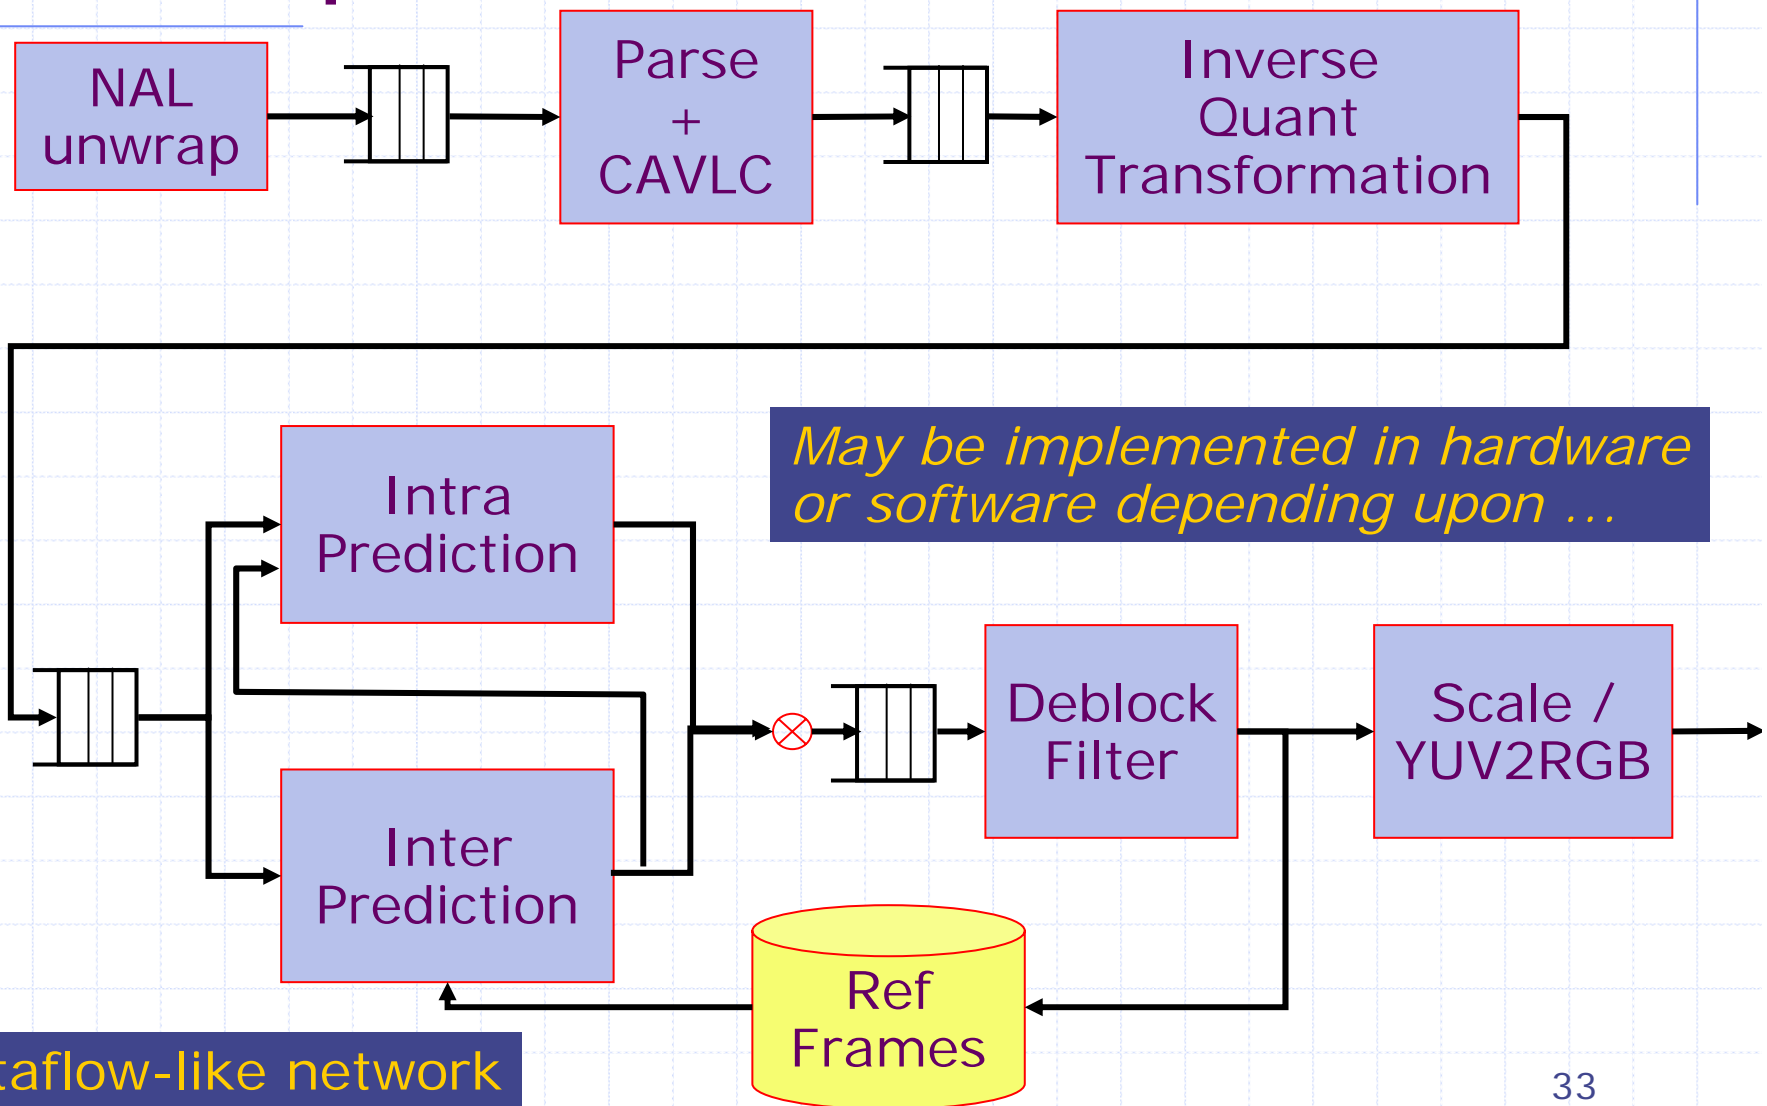 NAL
unwrap
Parse
+
CAVLC
Inverse
Quant
Transformation
May be implemented in hardware
or software depending upon ...
Intra
Prediction
Deblock
Filter
Scale /
YUV2RGB
Inter
Prediction
Ref
Frames
taflow-like network
33